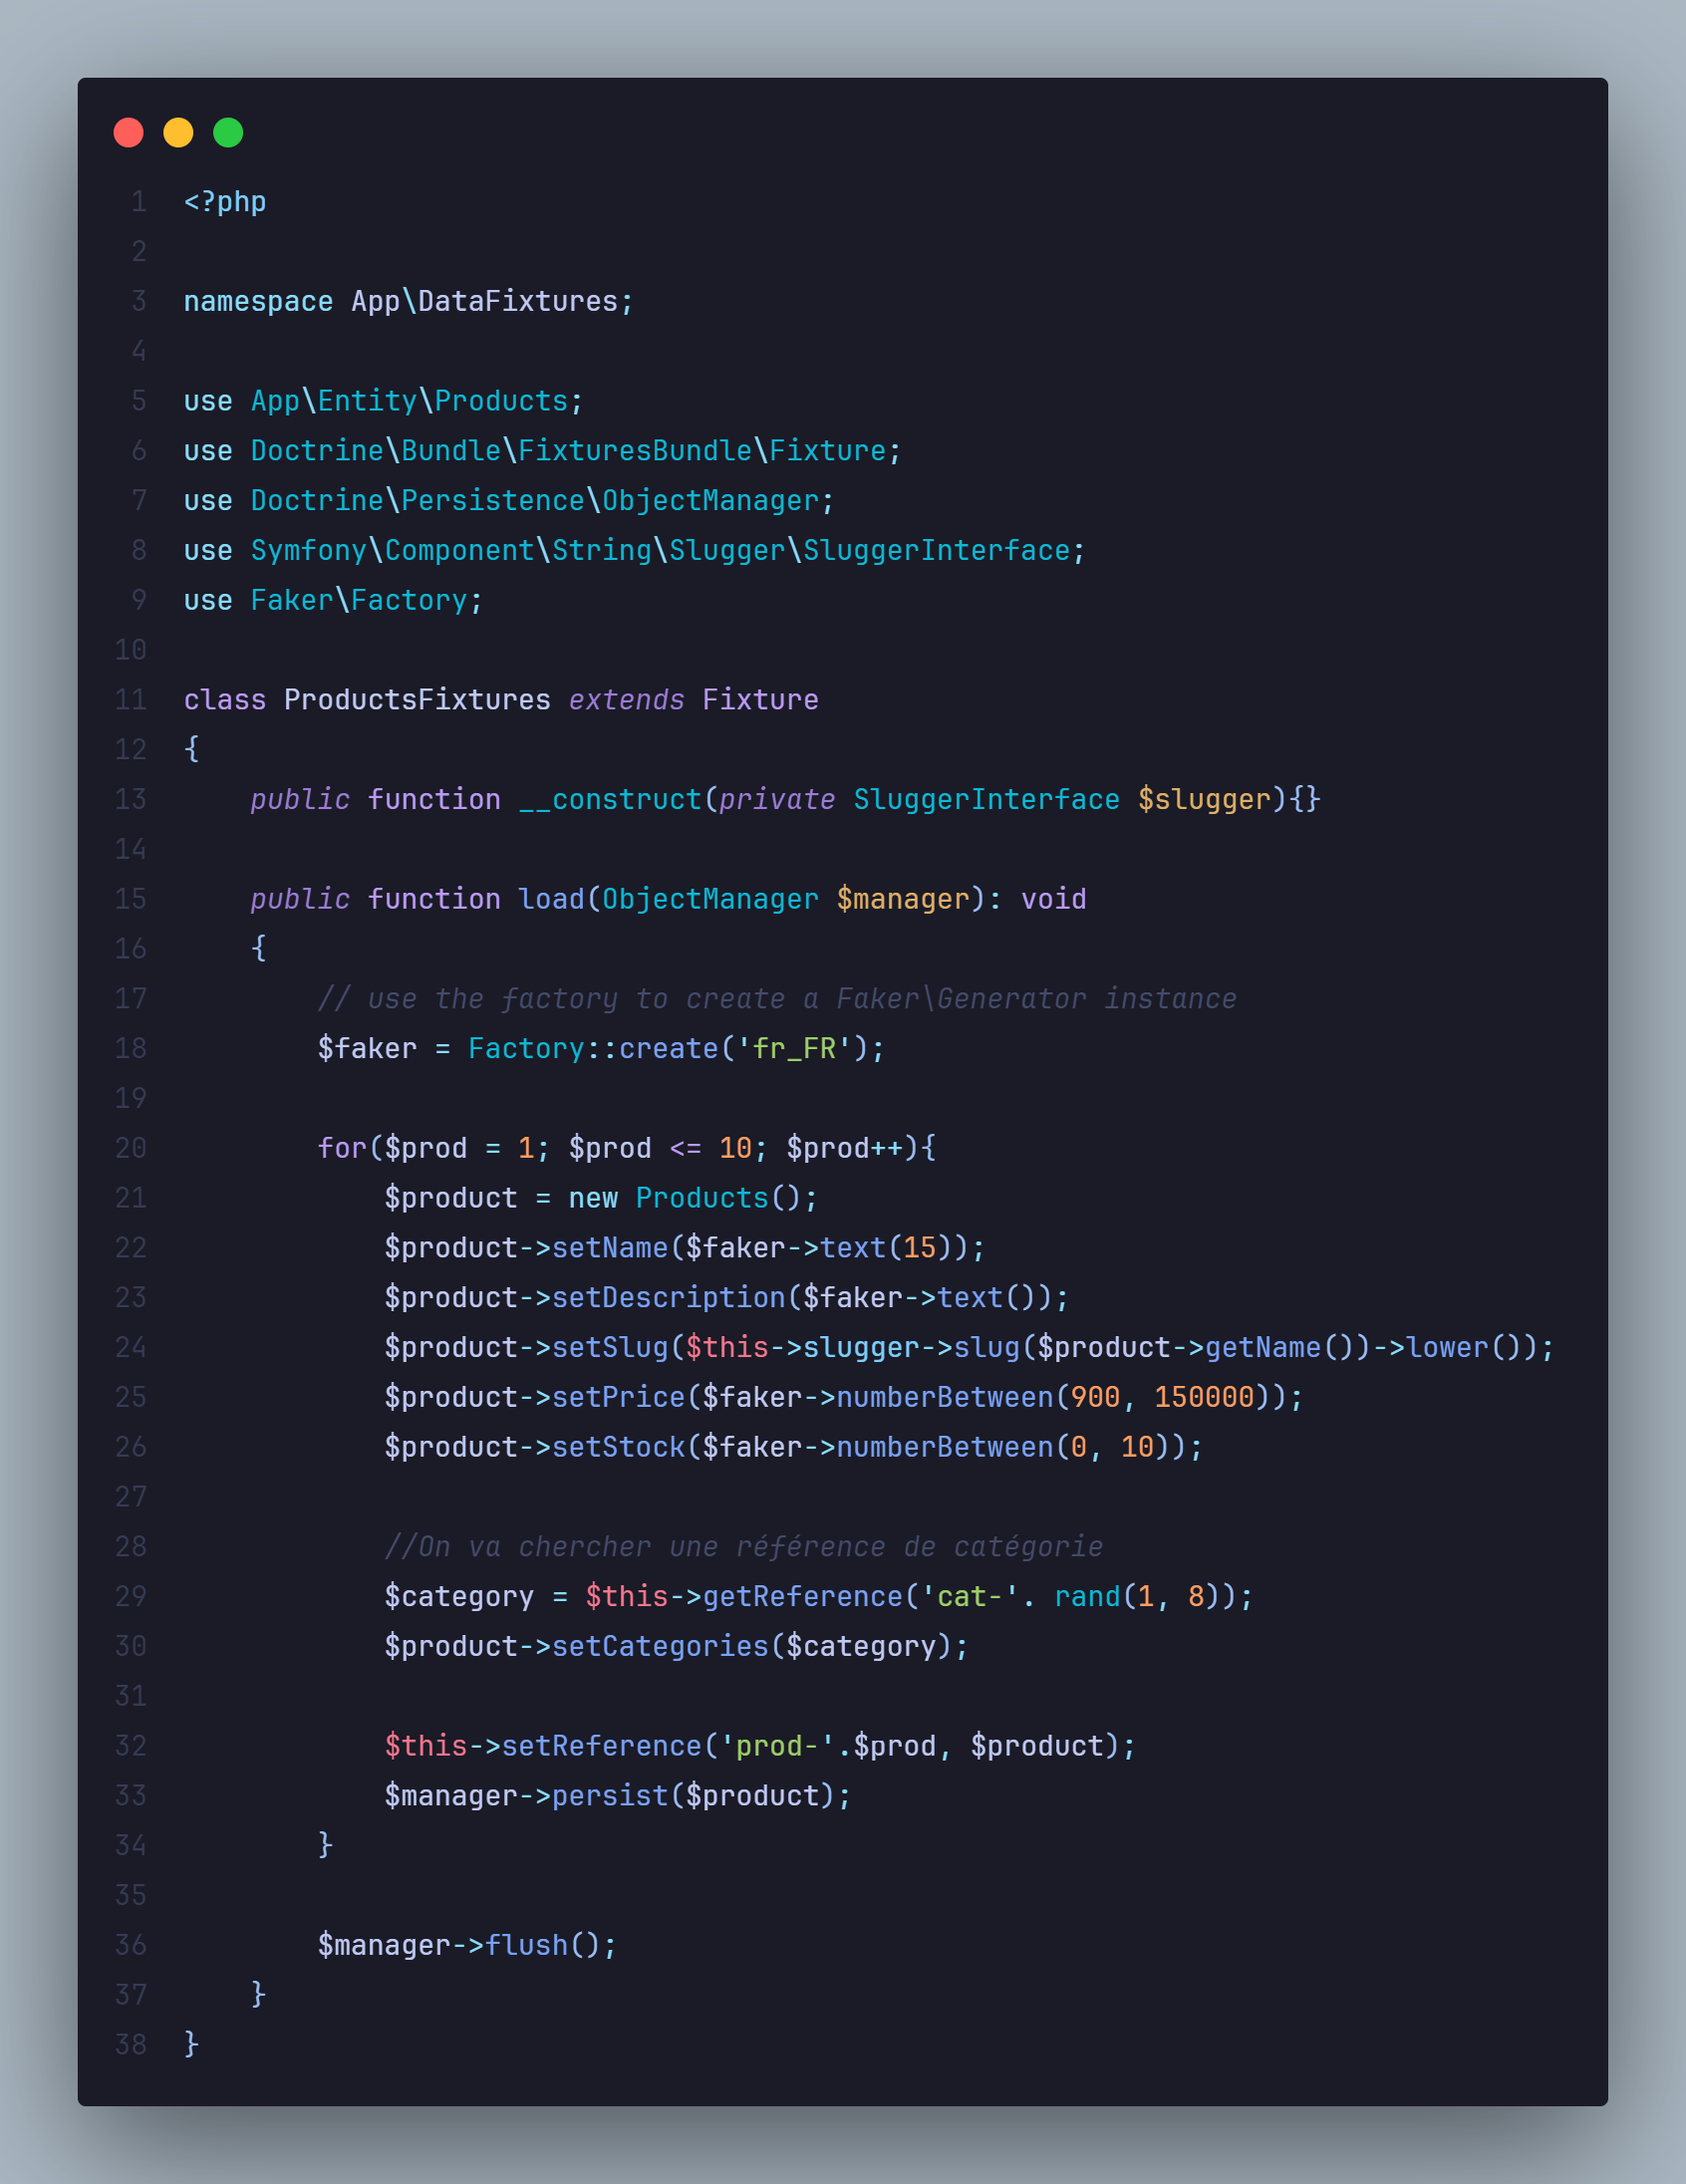 1 <?php
2
3 namespace App\DataFixtures;
4
5 use App\Entity\Products;
6 use Doctrine\Bundle\FixturesBundle\Fixture;
7 use Doctrine\Persistence\ObjectManager;
8 use Symfony\Component\String\Slugger\SluggerInterface;
9 use Faker\Factory;
10
11 class ProductsFixtures extends Fixture
12 {
13     public function __construct(private SluggerInterface $slugger){}
14
15     public function load(ObjectManager $manager): void
16     {
17         // use the factory to create a Faker\Generator instance
18         $faker = Factory::create('fr_FR');
19
20         for($prod = 1; $prod <= 10; $prod++){
21             $product = new Products();
22             $product->setName($faker->text(15));
23             $product->setDescription($faker->text());
24             $product->setSlug($this->slugger->slug($product->getName())->lower());
25             $product->setPrice($faker->numberBetween(900, 150000));
26             $product->setStock($faker->numberBetween(0, 10));
27
28             //On va chercher une référence de catégorie
29             $category = $this->getReference('cat-'. rand(1, 8));
30             $product->setCategories($category);
31
32             $this->setReference('prod-'.$prod, $product);
33             $manager->persist($product);
34         }
35
36         $manager->flush();
37     }
38 }